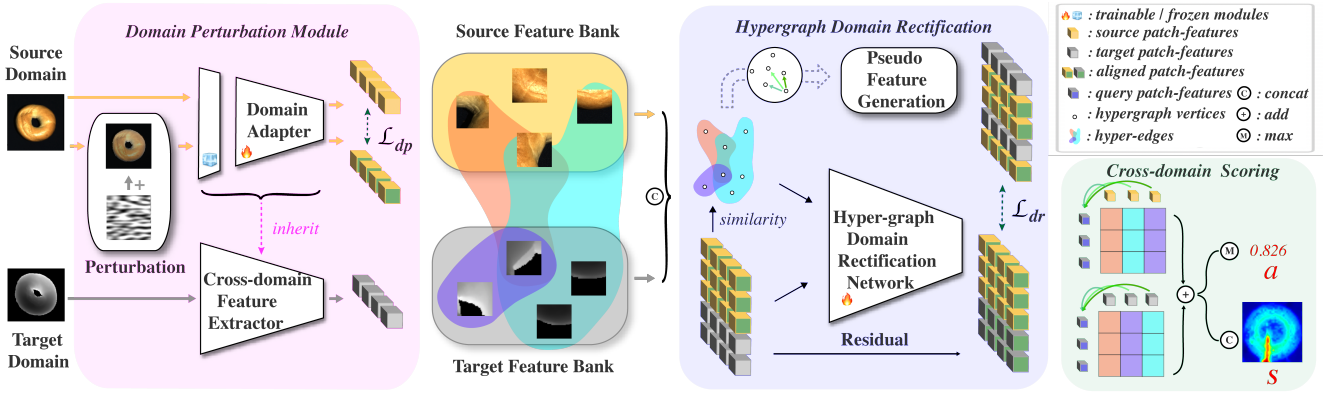 Domain Perturbation Module
Source
Domain
Domain
Adapter
ℒdp
+
Perturbation
inherit
Cross-domain
Feature
Extractor
Target
Domain
Source Feature Bank
C
Target Feature Bank
Hypergraph Domain Rectification
Pseudo
Feature
Generation
similarity
Hyper-graph
Domain
Rectification
Network
ℒdr
Residual
: trainable / frozen modules
: source patch-features
: target patch-features
: aligned patch-features
: query patch-features C : concat
: hypergraph vertices + : add
: hyper-edges M : max
Cross-domain Scoring
M 0.826
a
+
C
s